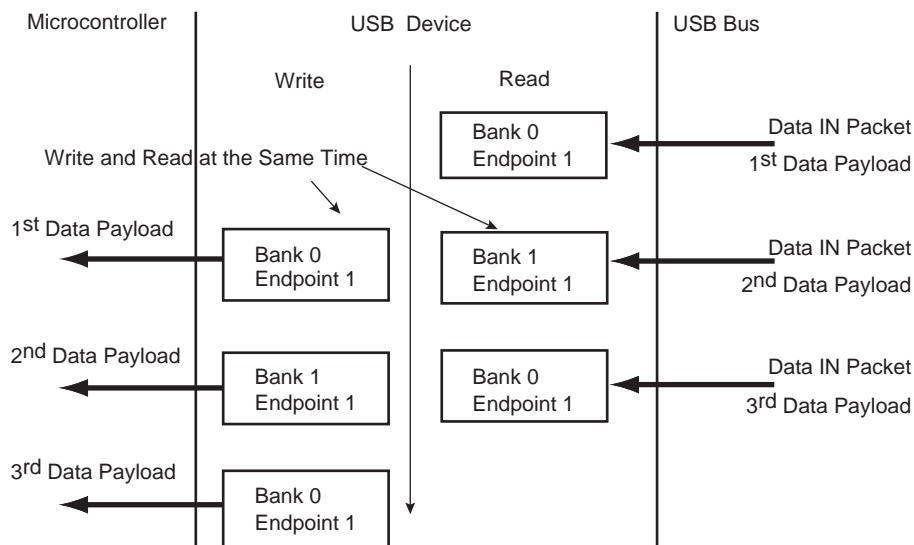 Microcontroller
USB Device
USB Bus
Write
Read
Bank 0
Endpoint 1
Data IN Packet
1st Data Payload
Write and Read at the Same Time
1st Data Payload
Bank 0
Endpoint 1
Bank 1
Endpoint 1
Data IN Packet
2nd Data Payload
2nd Data Payload
Bank 1
Endpoint 1
Bank 0
Endpoint 1
Data IN Packet
3rd Data Payload
3rd Data Payload
Bank 0
Endpoint 1